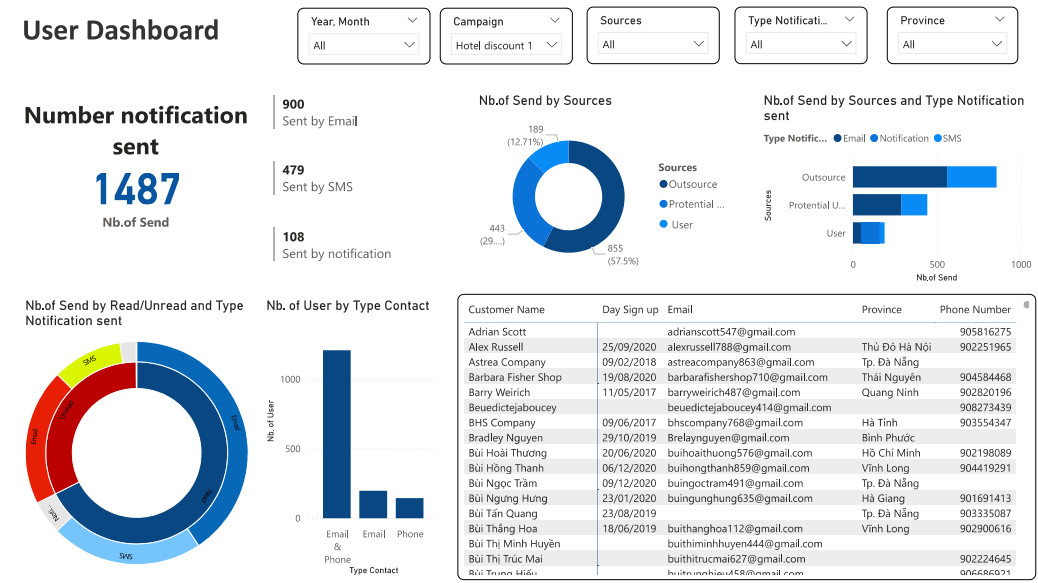 User Dashboard
Year, Month
All
Campaign
Hotel discount 1
Sources
All
Type Notificati...
All
Province
All
Number notification
sent
1487
Nb.of Send
900
Sent by Email
479
Sent by SMS
108
Sent by notification
Nb.of Send by Sources
189
(12.71%)
443
(29....)
855
(57.5%)
Sources
Outsource
Protential ...
User
Nb.of Send by Sources and Type Notification
sent
Type Notific... Email Notification SMS
Sources
Outsource
Protential U...
User
0 500 1000
Nb.of Send
Nb.of Send by Read/Unread and Type
Notification sent
SMS
Email
Unread
Email
Read
Noti...
SMS
Nb. of User by Type Contact
Nb. of User
1000
500
0
Email
&
Phone
Email
Phone
Type Contact
Customer Name Day Sign up Email Province Phone Number
Adrian Scott adrianscott547@gmail.com 905816275
Alex Russell 25/09/2020 alexrussell788@gmail.com Thủ Đô Hà Nội 902251965
Astrea Company 09/02/2018 astreacompany863@gmail.com Tp. Đà Nẵng
Barbara Fisher Shop 19/08/2020 barbarafishershop710@gmail.com Thái Nguyên 904584468
Barry Weirich 11/05/2017 barryweirich487@gmail.com Quang Ninh 902820196
Beuedictejaboucey beuedictejaboucey414@gmail.com 908273439
BHS Company 09/06/2017 bhscompany768@gmail.com Hà Tĩnh 903554347
Bradley Nguyen 29/10/2019 Brelaynguyen@gmail.com Bình Phước
Bùi Hoài Thương 20/06/2020 buihoaithuong576@gmail.com Hồ Chí Minh 902198089
Bùi Hồng Thanh 06/12/2020 buihongthanh859@gmail.com Vĩnh Long 904419291
Bùi Ngọc Trầm 09/12/2020 buingoctram491@gmail.com Tp. Đà Nẵng
Bùi Ngưng Hưng 23/01/2020 buingunghung635@gmail.com Hà Giang 901691413
Bùi Tấn Quang 23/08/2019 Tp. Đà Nẵng 903335087
Bùi Thắng Hoa 18/06/2019 buithanghoa112@gmail.com Vĩnh Long 902900616
Bùi Thị Minh Huyền buithiminhhuyen444@gmail.com
Bùi Thị Trúc Mai buithitrucmai627@gmail.com 902224645
Bùi Trung Hiếu buitrunghieu458@gmail.com 906686921